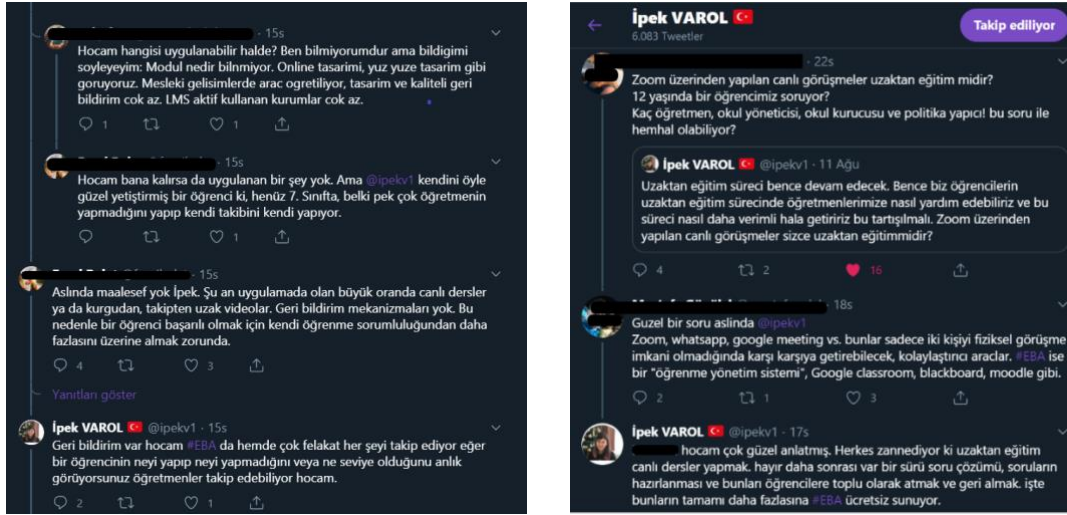 15s
Hocam hangisi uygulanabilir halde? Ben bilmiyorumdur ama bildigimi
soyleyeyim: Modul nedir bilnmiyor. Online tasarimi, yuz yuze tasarim gibi
goruyoruz. Mesleki gelisimlerde arac ogretiliyor, tasarim ve kaliteli geri
bildirim cok az. LMS aktif kullanan kurumlar cok az.
1 1
· 15s
Hocam bana kalırsa da uygulanan bir şey yok. Ama @ipekv1 kendini öyle
güzel yetiştirmiş bir öğrenci ki, henüz 7. Sınıfta, belki pek çok öğretmenin
yapmadığını yapıp kendi takibini kendi yapıyor.
1
· 15s
Aslında maalesef yok İpek. Şu an uygulamada olan büyük oranda canlı dersler
ya da kurgudan, takipten uzak videolar. Geri bildirim mekanizmaları yok. Bu
nedenle bir öğrenci başarılı olmak için kendi öğrenme sorumluluğundan daha
fazlasını üzerine almak zorunda.
4 3
Yanıtları göster
İpek VAROL @ipekv1 · 15s
Geri bildirim var hocam #EBA da hemde çok felakat her şeyi takip ediyor eğer
bir öğrencinin neyi yapıp neyi yapmadığını veya ne seviye olduğunu anlık
görüyorsunuz öğretmenler takip edebiliyor hocam.
2 1
İpek VAROL
6.083 Tweetler
Takip ediliyor
· 22s
Zoom üzerinden yapılan canlı görüşmeler uzaktan eğitim midir?
12 yaşında bir öğrencimiz soruyor?
Kaç öğretmen, okul yöneticisi, okul kurucusu ve politika yapıcı! bu soru ile
hemhal olabiliyor?
İpek VAROL @ipekv1 · 11 Ağu
Uzaktan eğitim süreci bence devam edecek. Bence biz öğrencilerin
uzaktan eğitim sürecinde öğretmenlerimize nasıl yardım edebiliriz ve bu
süreci nasıl daha verimli hala getiririz bu tartışılmalı. Zoom üzerinden
yapılan canlı görüşmeler sizce uzaktan eğitimmidir?
4 2 16
18s
Guzel bir soru aslinda @ipekv1
Zoom, whatsapp, google meeting vs. bunlar sadece iki kişiyi fiziksel görüşme
imkani olmadığında karşı karşıya getirebilecek, kolaylaştırıcı araclar. #EBA ise
bir "öğrenme yönetim sistemi", Google classroom, blackboard, moodle gibi.
2 1 3
İpek VAROL @ipekv1 · 17s
hocam çok güzel anlatmış. Herkes zannediyor ki uzaktan eğitim
canlı dersler yapmak. hayır daha sonrası var bir sürü soru çözümü, soruların
hazırlanması ve bunları öğrencilere toplu olarak atmak ve geri almak. işte
bunların tamamı daha fazlasına #EBA ücretsiz sunuyor.